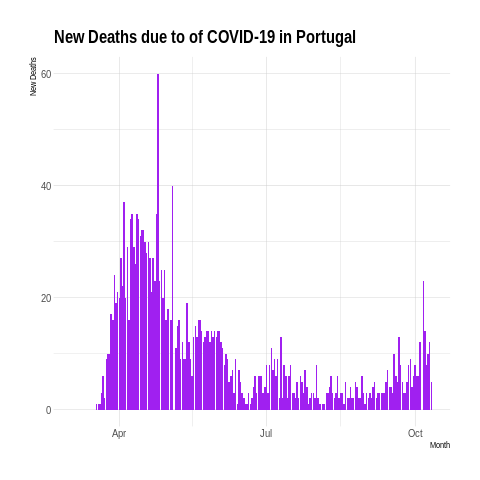 New Deaths due to of COVID-19 in Portugal
New Deaths
60
40
20
0
Apr
Jul
Oct
Month